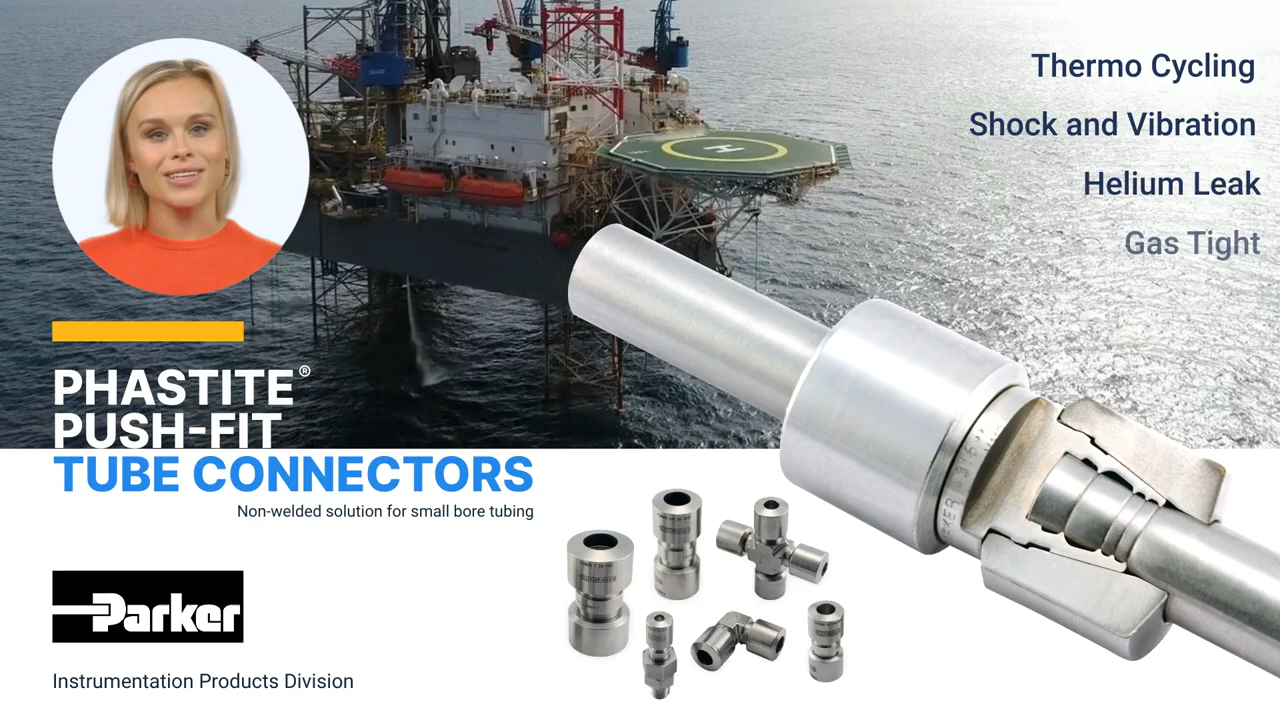 Thermo Cycling
Shock and Vibration
Helium Leak
Gas Tight
PHASTITE®
PUSH-FIT
TUBE CONNECTORS
Non-welded solution for small bore tubing
Parker
Instrumentation Products Division
H